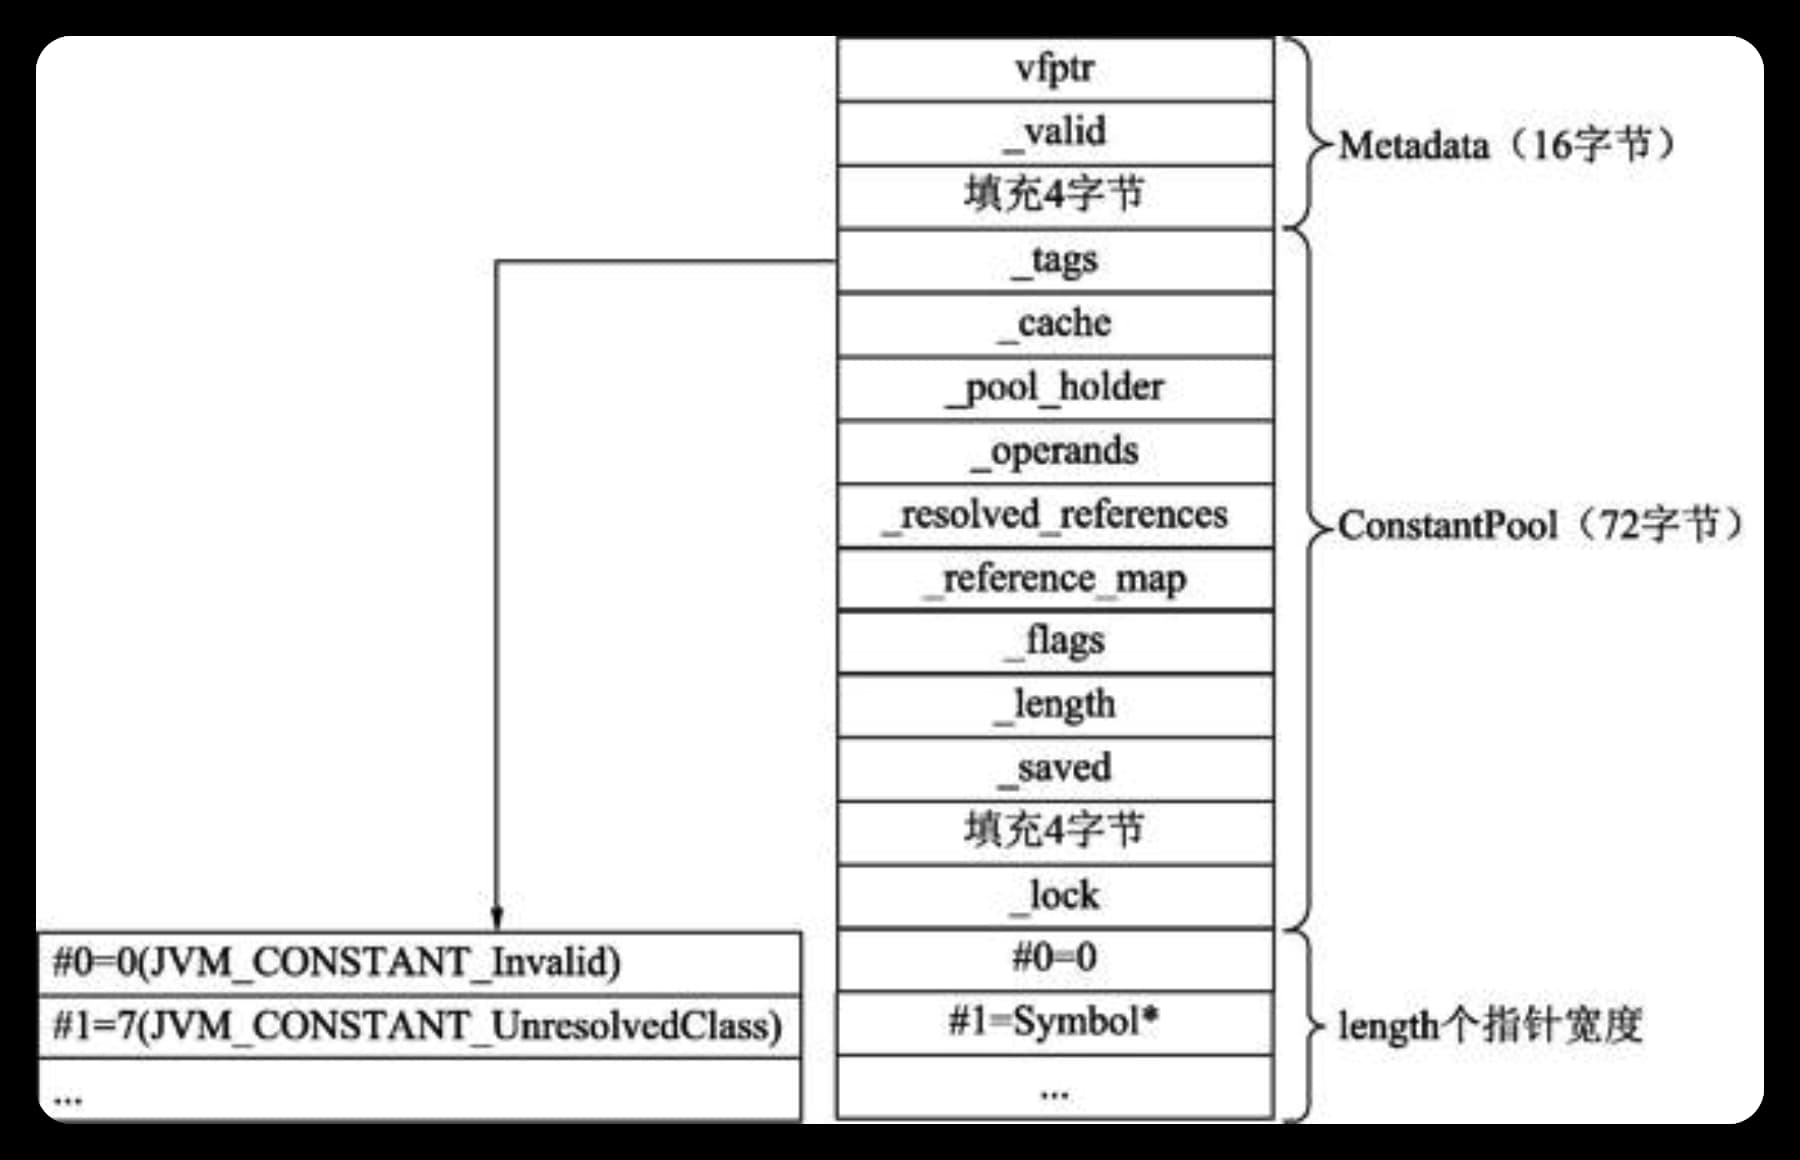 vfptr
_valid
填充4字节
Metadata（16字节）
_tags
_cache
_pool_holder
_operands
_resolved_references
_reference_map
_flags
_length
_saved
填充4字节
_lock
ConstantPool（72字节）
#0=0(JVM_CONSTANT_Invalid)
#1=7(JVM_CONSTANT_UnresolvedClass)
...
#0=0
#1=Symbol*
...
length个指针宽度